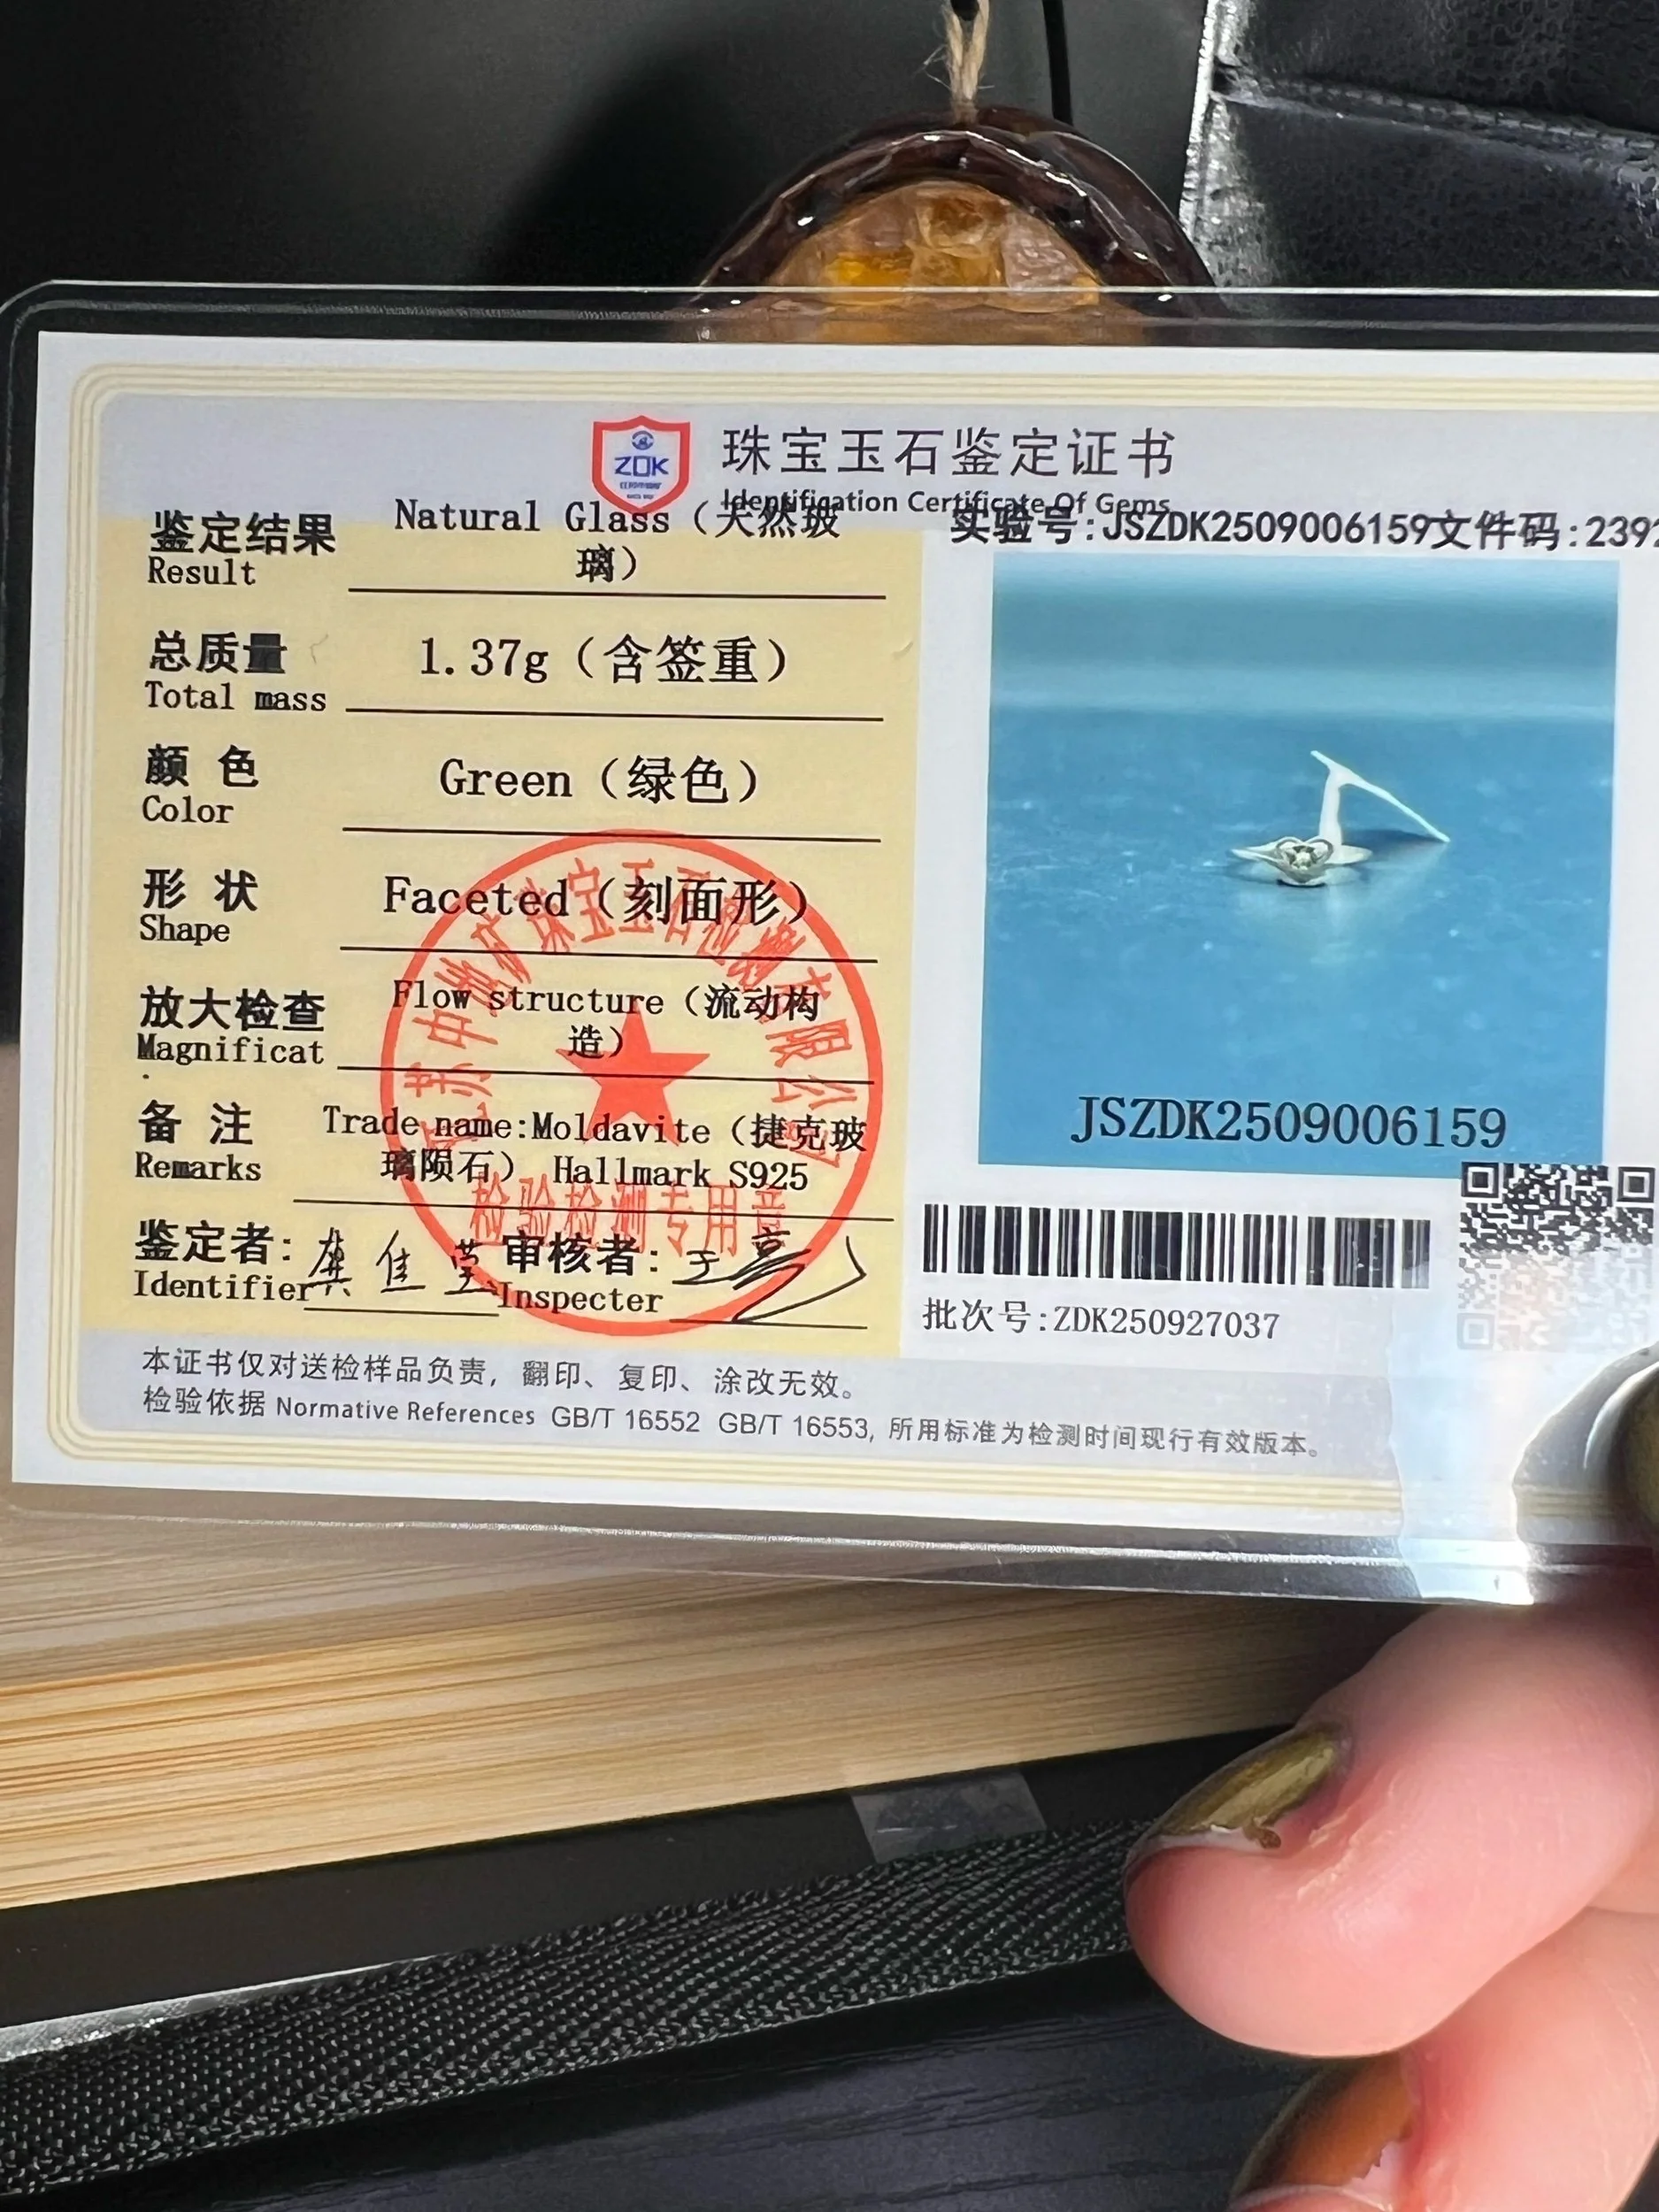 ZDK
珠宝玉石鉴定证书
Identification Certificate Of Gems
实验号:JSZDK2509006159文件码:2392
鉴定结果 Natural Glass（天然玻
Result 璃）
总质量 1.37g（含签重）
Total mass
颜 色 Green（绿色）
Color
形 状 Faceted（刻面形）
Shape
放大检查 Flow structure（流动构
Magnificat 造）
备 注 Trade name:Moldavite（捷克玻
Remarks 璃陨石） Hallmark S925
鉴定者: 审核者:
Identifier Inspecter
检验检测专用章
JSZDK2509006159
批次号:ZDK250927037
本证书仅对送检样品负责，翻印、复印、涂改无效。
检验依据 Normative References GB/T 16552 GB/T 16553, 所用标准为检测时间现行有效版本。